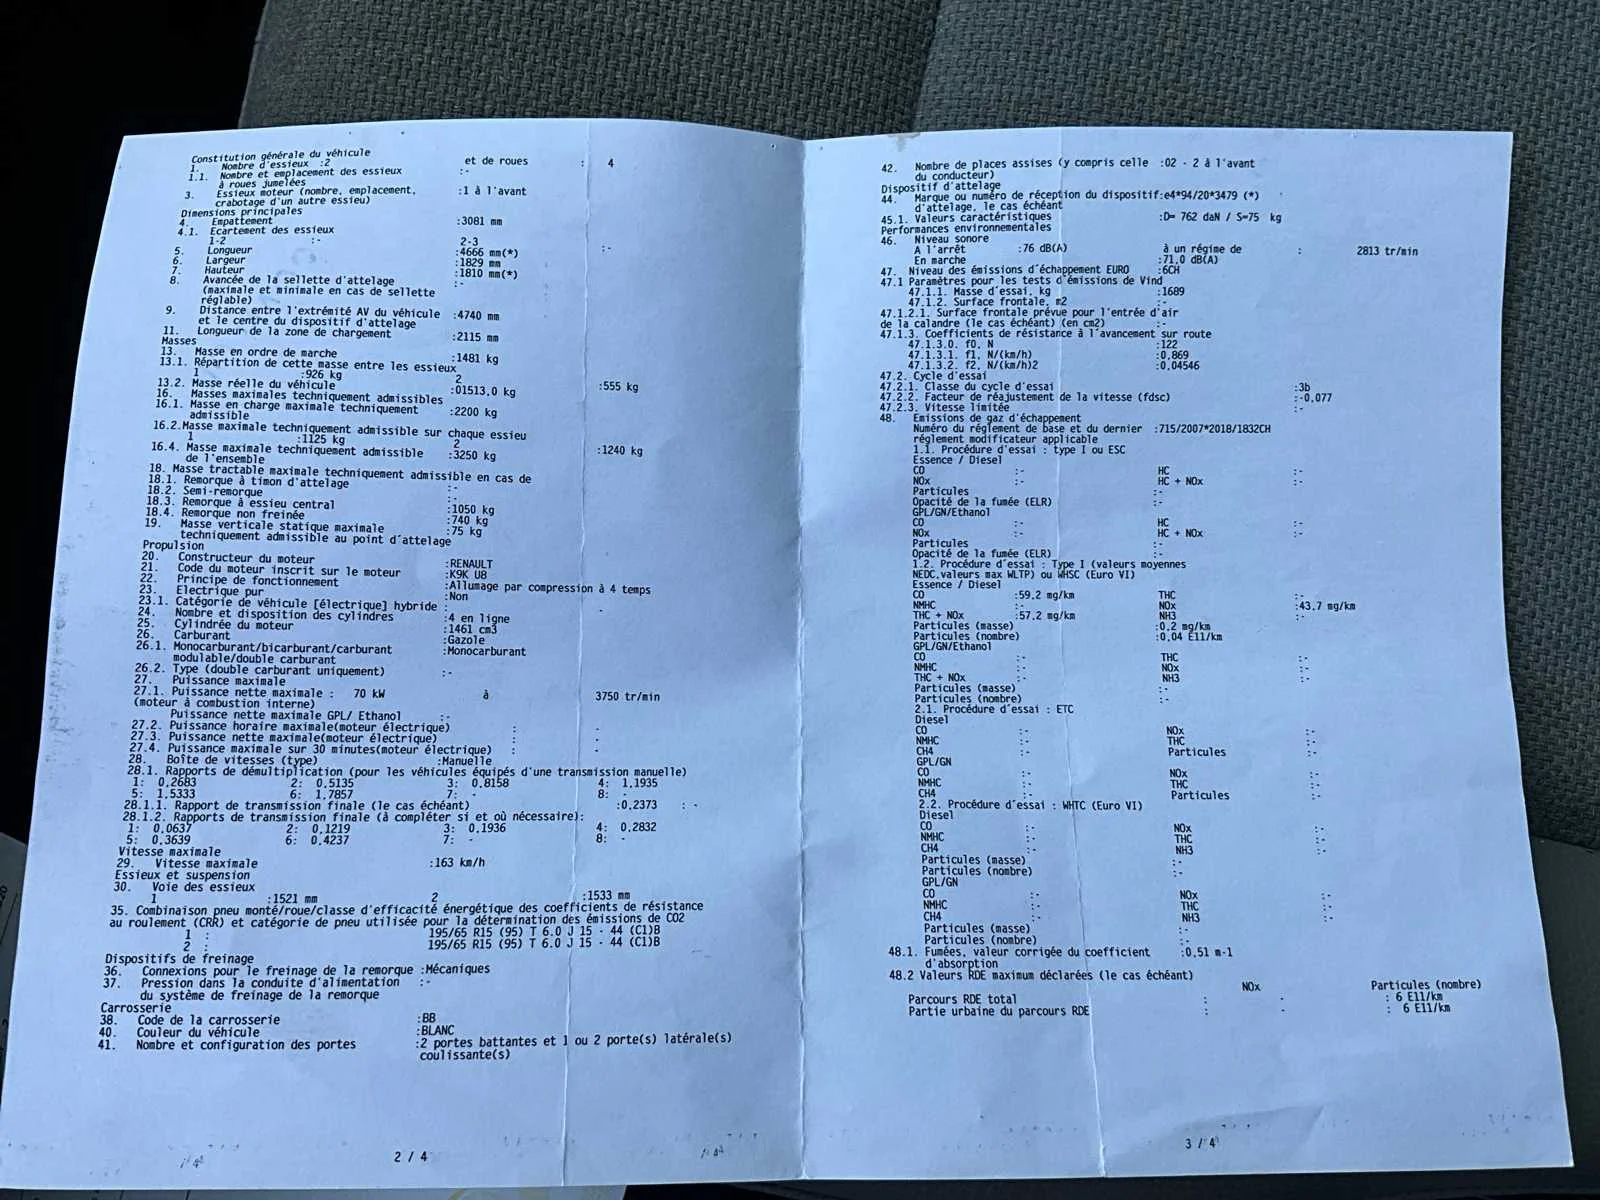 Constitution générale du véhicule
1. Nombre d'essieux :2 et de roues : 4
1.1. Nombre et emplacement des essieux :-
à roues jumelées
3. Essieux moteur (nombre, emplacement, :1 à l'avant
crabotage d'un autre essieu)
Dimensions principales
4. Empattement :3081 mm
4.1. Ecartement des essieux
1-2 :- 2-3 :-
5. Longueur :4666 mm(*)
6. Largeur :1829 mm
7. Hauteur :1810 mm(*)
8. Avancée de la sellette d'attelage :-
(maximale et minimale en cas de sellette
réglable)
9. Distance entre l'extrémité AV du véhicule :4740 mm
et le centre du dispositif d'attelage
11. Longueur de la zone de chargement :2115 mm
Masses
13. Masse en ordre de marche :1481 kg
13.1. Répartition de cette masse entre les essieux
1 :926 kg 2 :555 kg
13.2. Masse réelle du véhicule :01513,0 kg
16. Masses maximales techniquement admissibles
16.1. Masse en charge maximale techniquement :2200 kg
admissible
16.2.Masse maximale techniquement admissible sur chaque essieu
1 :1125 kg 2 :1240 kg
16.4. Masse maximale techniquement admissible :3250 kg
de l'ensemble
18. Masse tractable maximale techniquement admissible en cas de
18.1. Remorque à timon d'attelage :-
18.2. Semi-remorque :-
18.3. Remorque à essieu central :1050 kg
18.4. Remorque non freinée :740 kg
19. Masse verticale statique maximale :75 kg
techniquement admissible au point d'attelage
Propulsion
20. Constructeur du moteur :RENAULT
21. Code du moteur inscrit sur le moteur :K9K U8
22. Principe de fonctionnement :Allumage par compression à 4 temps
23. Electrique pur :Non
23.1. Catégorie de véhicule [électrique] hybride : -
24. Nombre et disposition des cylindres :4 en ligne
25. Cylindrée du moteur :1461 cm3
26. Carburant :Gazole
26.1. Monocarburant/bicarburant/carburant :Monocarburant
modulable/double carburant
26.2. Type (double carburant uniquement) :-
27. Puissance maximale
27.1. Puissance nette maximale : 70 kW à 3750 tr/min
(moteur à combustion interne)
Puissance nette maximale GPL/ Ethanol :-
27.2. Puissance horaire maximale(moteur électrique) : -
27.3. Puissance nette maximale(moteur électrique) : -
27.4. Puissance maximale sur 30 minutes(moteur électrique) : -
28. Boîte de vitesses (type) :Manuelle
28.1. Rapports de démultiplication (pour les véhicules équipés d'une transmission manuelle)
1: 0,2683 2: 0,5135 3: 0,8158 4: 1,1935
5: 1,5333 6: 1,7857 7: - 8: -
28.1.1. Rapport de transmission finale (le cas échéant) :0,2373 : -
28.1.2. Rapports de transmission finale (à compléter si et où nécessaire):
1: 0,0637 2: 0,1219 3: 0,1936 4: 0,2832
5: 0,3639 6: 0,4237 7: - 8: -
Vitesse maximale
29. Vitesse maximale :163 km/h
Essieux et suspension
30. Voie des essieux
1 :1521 mm 2 :1533 mm
35. Combinaison pneu monté/roue/classe d'efficacité énergétique des coefficients de résistance
au roulement (CRR) et catégorie de pneu utilisée pour la détermination des émissions de CO2
1 : 195/65 R15 (95) T 6.0 J 15 - 44 (C1)B
2 : 195/65 R15 (95) T 6.0 J 15 - 44 (C1)B
Dispositifs de freinage
36. Connexions pour le freinage de la remorque :Mécaniques
37. Pression dans la conduite d'alimentation :-
du système de freinage de la remorque
Carrosserie
38. Code de la carrosserie :BB
40. Couleur du véhicule :BLANC
41. Nombre et configuration des portes :2 portes battantes et 1 ou 2 porte(s) latérale(s)
coulissante(s)
2 / 4
42. Nombre de places assises (y compris celle :02 - 2 à l'avant
du conducteur)
Dispositif d'attelage
44. Marque ou numéro de réception du dispositif:e4*94/20*3479 (*)
d'attelage, le cas échéant
45.1. Valeurs caractéristiques :D= 762 daN / S=75 kg
Performances environnementales
46. Niveau sonore
A l'arrêt :76 dB(A) à un régime de : 2813 tr/min
En marche :71,0 dB(A)
47. Niveau des émissions d'échappement EURO :6CH
47.1 Paramètres pour les tests d'émissions de Vind
47.1.1. Masse d'essai, kg :1689
47.1.2. Surface frontale, m2 :-
47.1.2.1. Surface frontale prévue pour l'entrée d'air
de la calandre (le cas échéant) (en cm2) :-
47.1.3. Coefficients de résistance à l'avancement sur route
47.1.3.0. f0, N :122
47.1.3.1. f1, N/(km/h) :0,869
47.1.3.2. f2, N/(km/h)2 :0,04546
47.2. Cycle d'essai
47.2.1. Classe du cycle d'essai :3b
47.2.2. Facteur de réajustement de la vitesse (fdsc) :-0,077
47.2.3. Vitesse limitée :-
48. Emissions de gaz d'échappement
Numéro du réglement de base et du dernier :715/2007*2018/1832CH
réglement modificateur applicable
1.1. Procédure d'essai : type I ou ESC
Essence / Diesel
CO :- HC :-
NOx :- HC + NOx :-
Particules :-
Opacité de la fumée (ELR) :-
GPL/GN/Ethanol
CO :- HC :-
NOx :- HC + NOx :-
Particules :-
Opacité de la fumée (ELR) :-
1.2. Procédure d'essai : Type I (valeurs moyennes
NEDC,valeurs max WLTP) ou WHSC (Euro VI)
Essence / Diesel
CO :59.2 mg/km THC :-
NMHC :- NOx :43.7 mg/km
THC + NOx :57.2 mg/km NH3 :-
Particules (masse) :0.2 mg/km
Particules (nombre) :0,04 E11/km
GPL/GN/Ethanol
CO :- THC :-
NMHC :- NOx :-
THC + NOx :- NH3 :-
Particules (masse) :-
Particules (nombre) :-
2.1. Procédure d'essai : ETC
Diesel
CO :- NOx :-
NMHC :- THC :-
CH4 :- Particules :-
GPL/GN
CO :- NOx :-
NMHC :- THC :-
CH4 :- Particules :-
2.2. Procédure d'essai : WHTC (Euro VI)
Diesel
CO :- NOx :-
NMHC :- THC :-
CH4 :- NH3 :-
Particules (masse) :-
Particules (nombre) :-
GPL/GN
CO :- NOx :-
NMHC :- THC :-
CH4 :- NH3 :-
Particules (masse) :-
Particules (nombre) :-
48.1. Fumées, valeur corrigée du coefficient :0,51 m-1
d'absorption
48.2 Valeurs RDE maximum déclarées (le cas échéant)
NOx Particules (nombre)
Parcours RDE total : - : 6 E11/km
Partie urbaine du parcours RDE : - : 6 E11/km
3 / 4